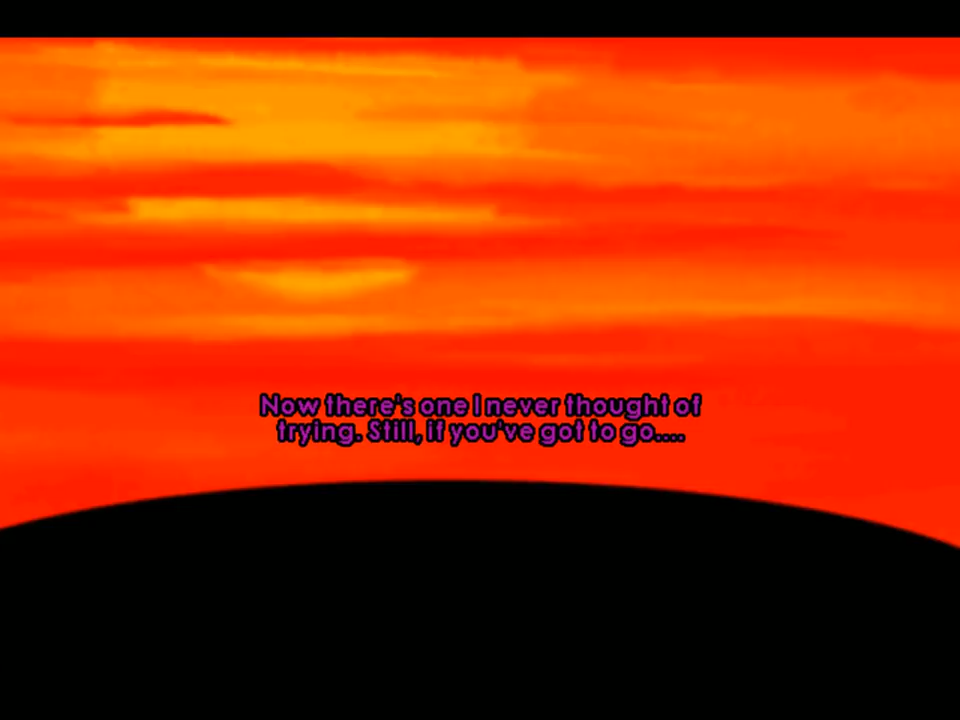 Now there's one I never thought of
trying. Still, if you've got to go....